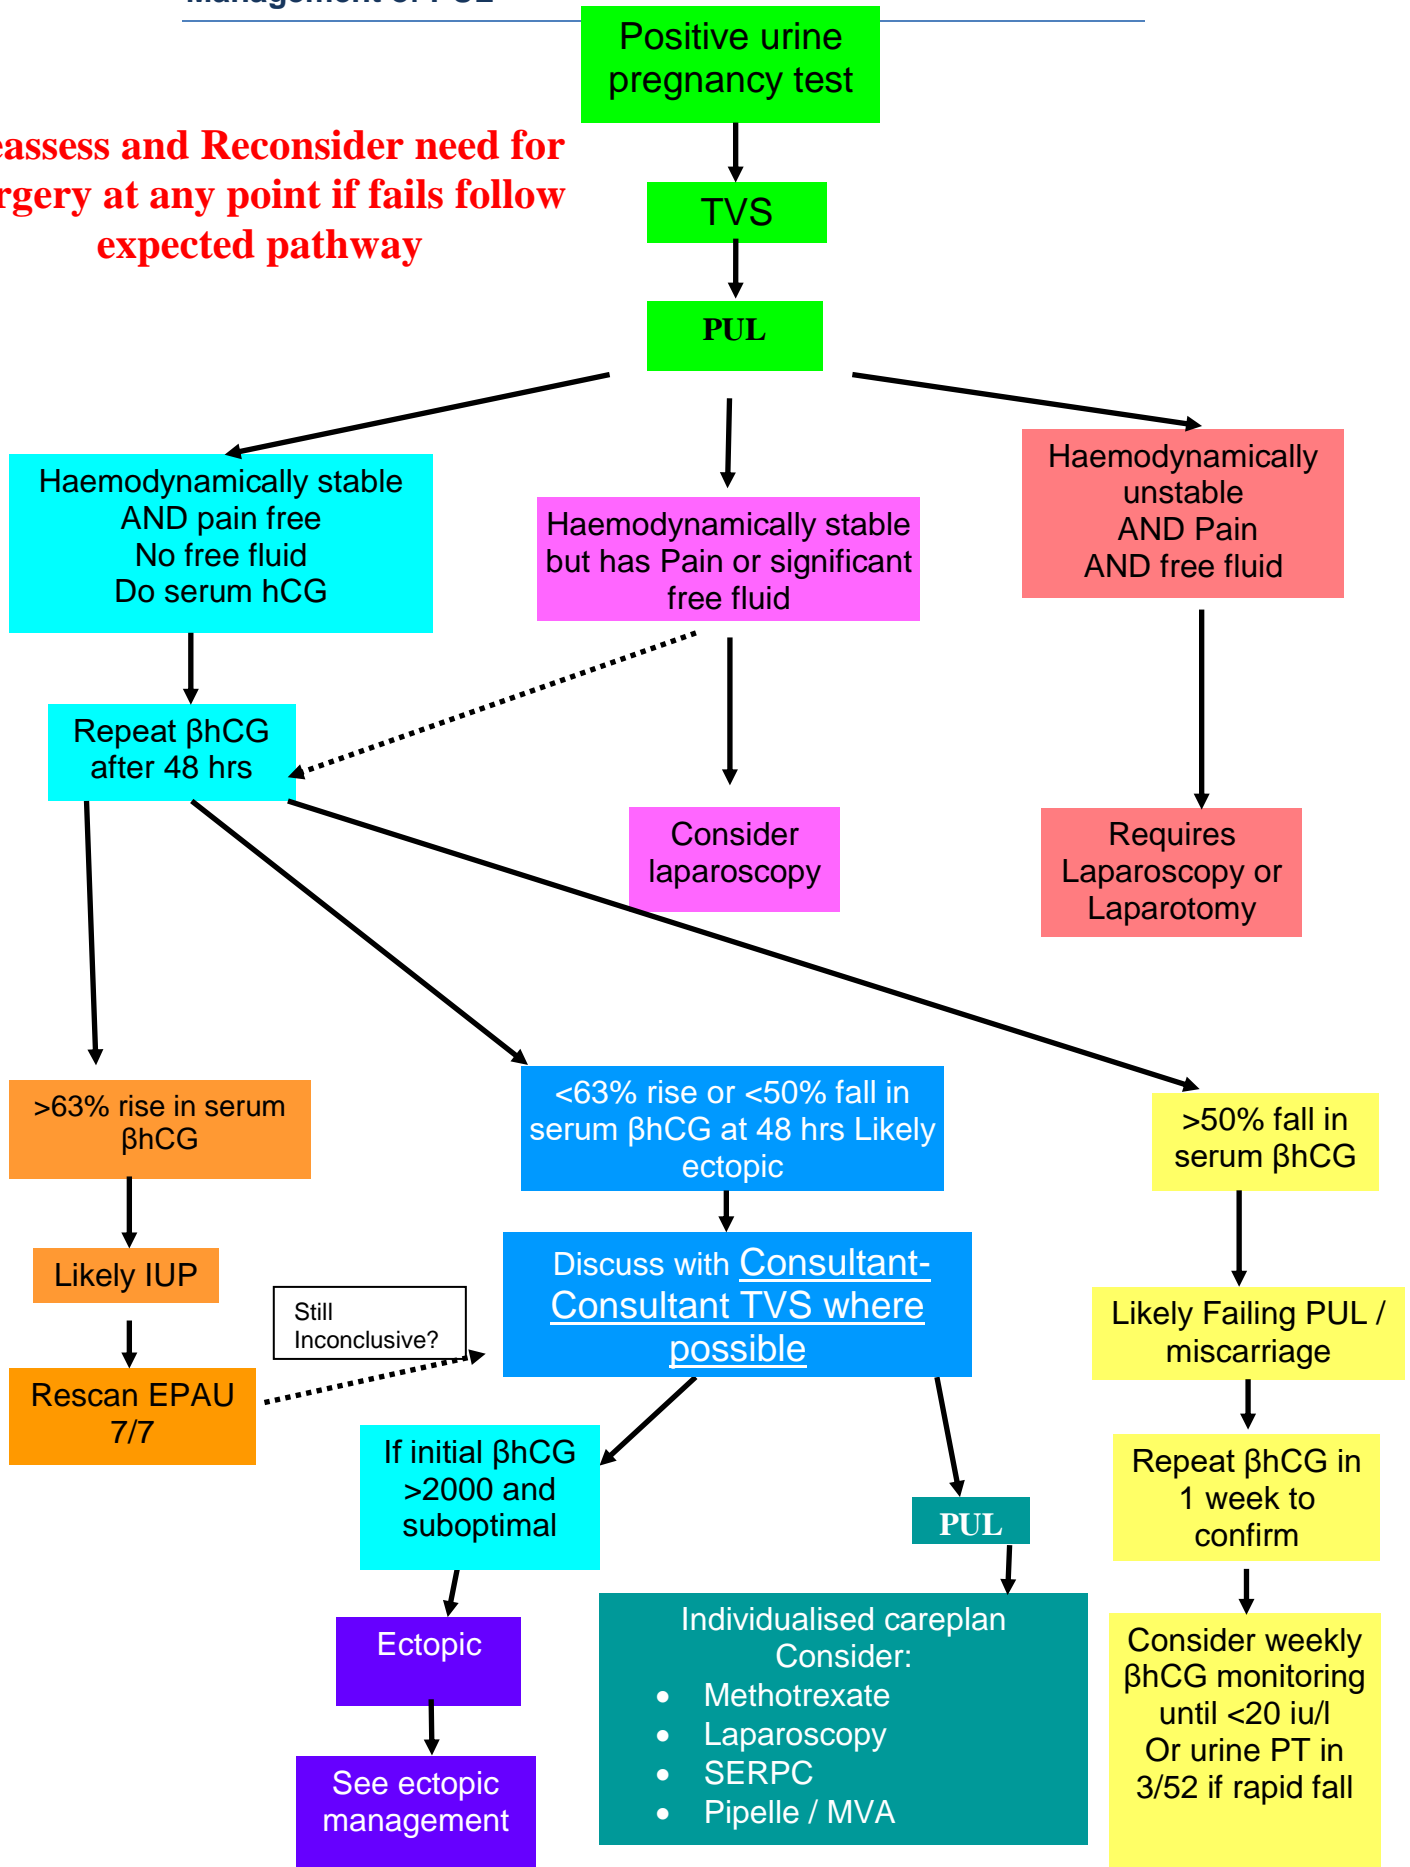 Positive urine
pregnancy test
eassess and Reconsider need for
rgery at any point if fails follow
expected pathway
TVS
PUL
Haemodynamically stable
AND pain free
No free fluid
Do serum hCG
Haemodynamically stable
but has Pain or significant
free fluid
Haemodynamically
unstable
AND Pain
AND free fluid
Repeat βhCG
after 48 hrs
Consider
laparoscopy
Requires
Laparoscopy or
Laparotomy
>63% rise in serum
βhCG
<63% rise or <50% fall in
serum βhCG at 48 hrs Likely
ectopic
>50% fall in
serum βhCG
Likely IUP
Still
Inconclusive?
Discuss with Consultant-
Consultant TVS where
possible
Likely Failing PUL /
miscarriage
Rescan EPAU
7/7
If initial βhCG
>2000 and
suboptimal
PUL
Repeat βhCG in
1 week to
confirm
Ectopic
See ectopic
management
Individualised careplan
Consider:
• Methotrexate
• Laparoscopy
• SERPC
• Pipelle / MVA
Consider weekly
βhCG monitoring
until <20 iu/l
Or urine PT in
3/52 if rapid fall